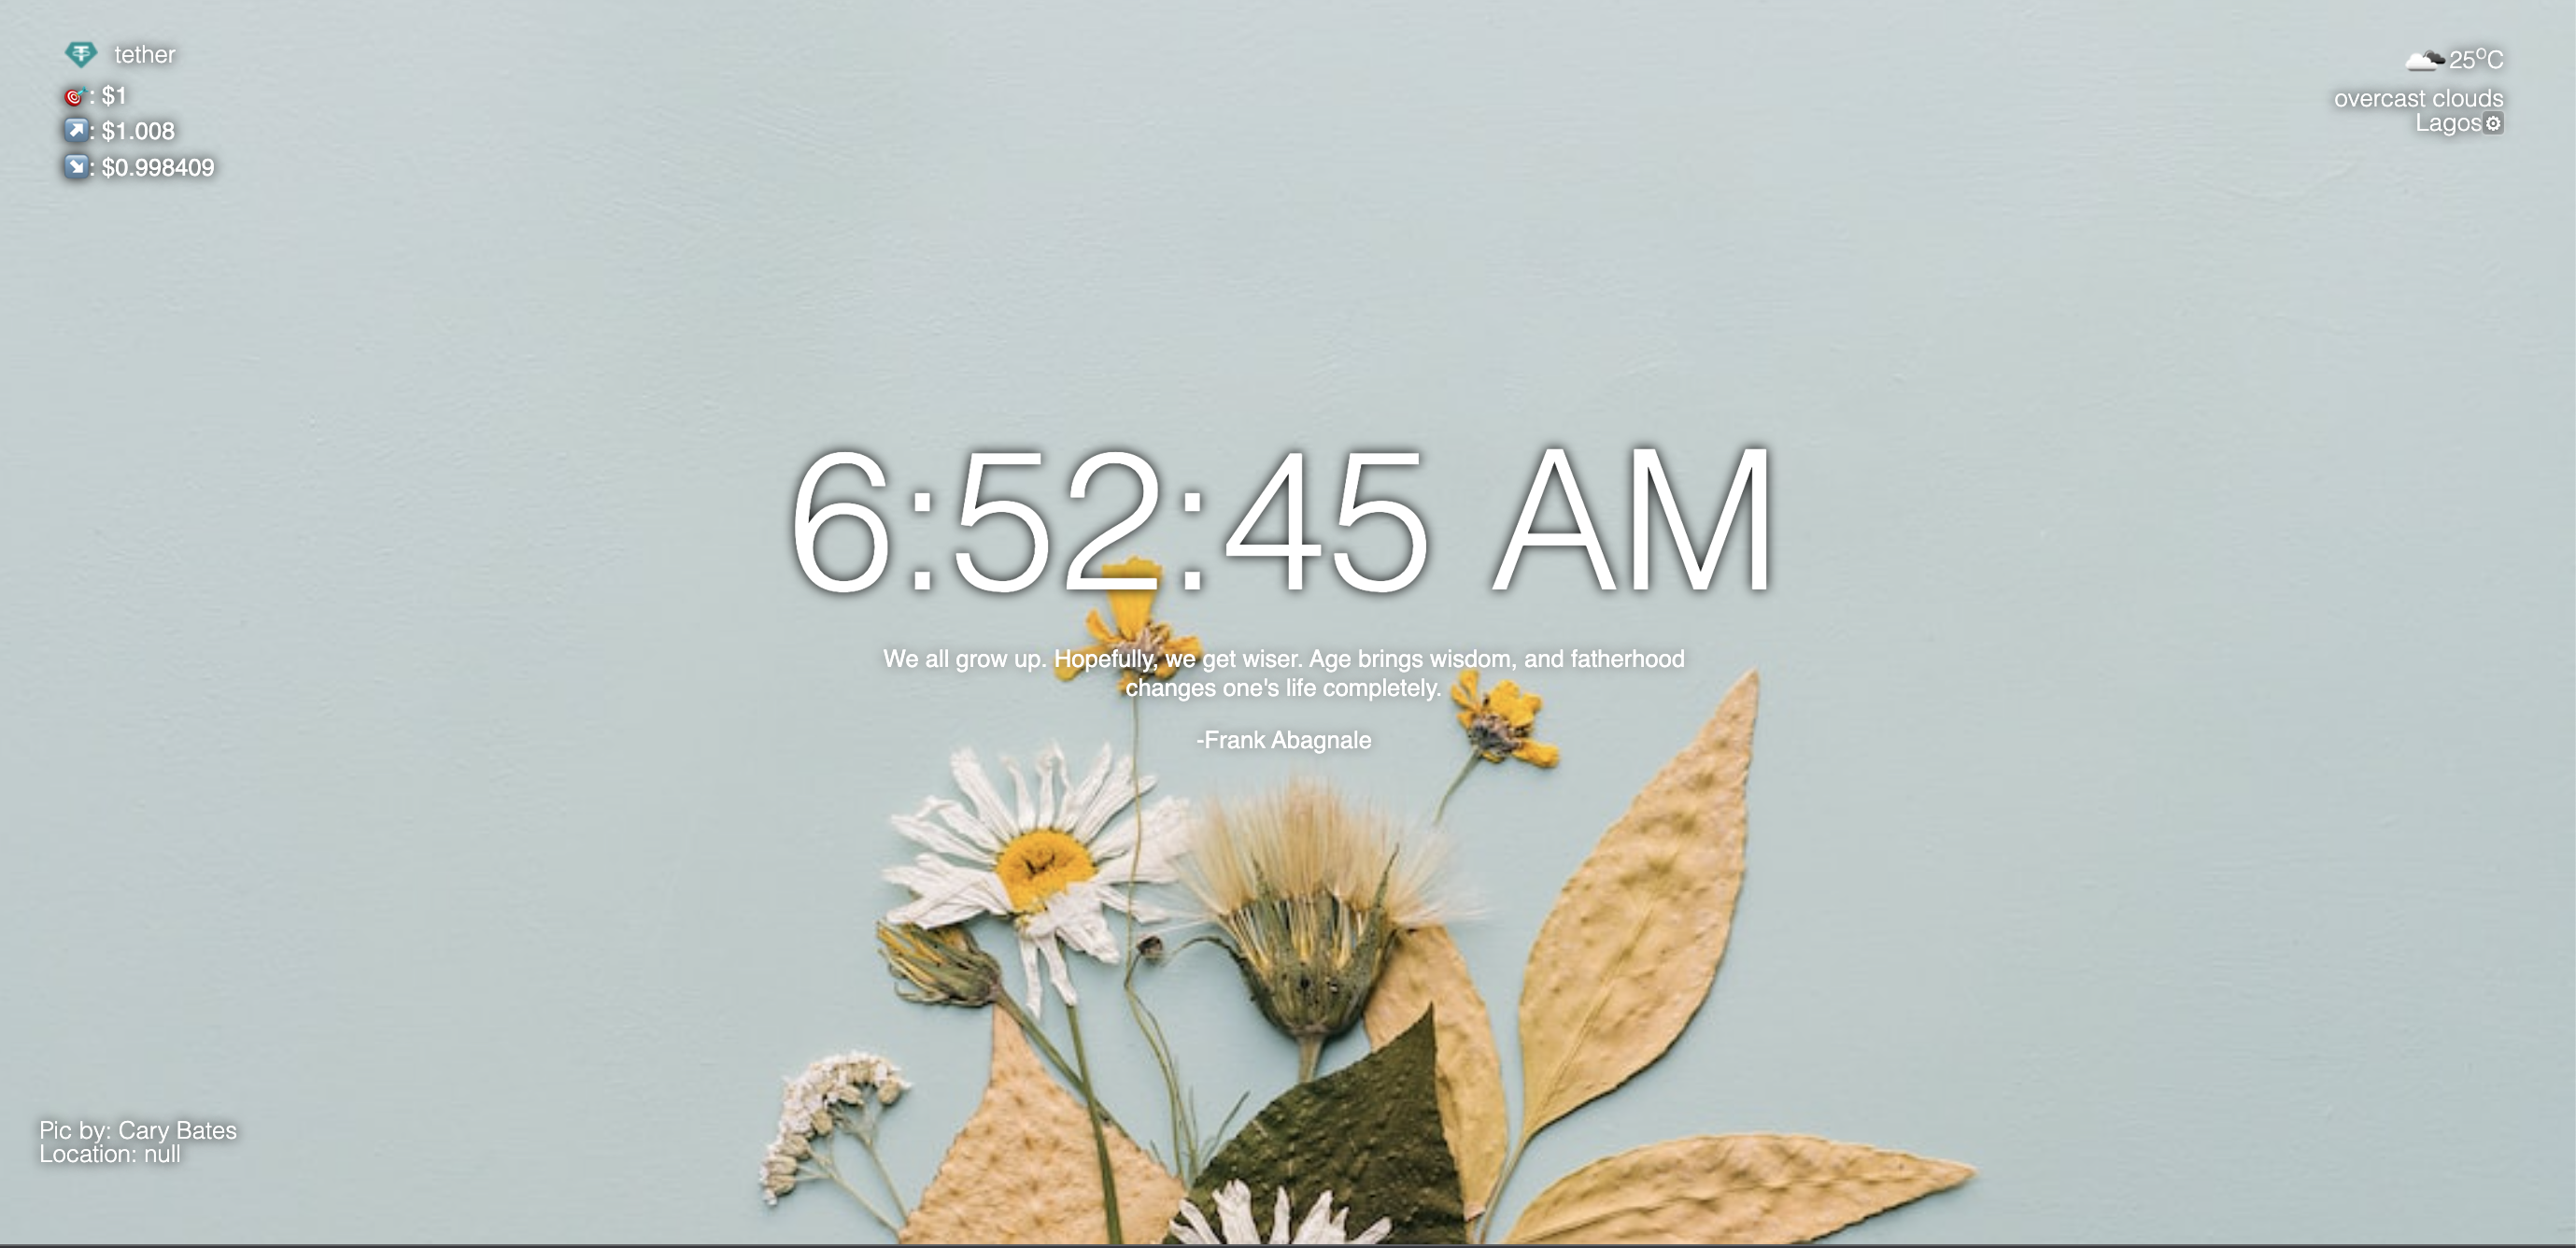 tether
: $1
: $1.008
: $0.998409
25°C
overcast clouds
Lagos
6:52:45 AM
We all grow up. Hopefully, we get wiser. Age brings wisdom, and fatherhood
changes one's life completely.
-Frank Abagnale
Pic by: Cary Bates
Location: null